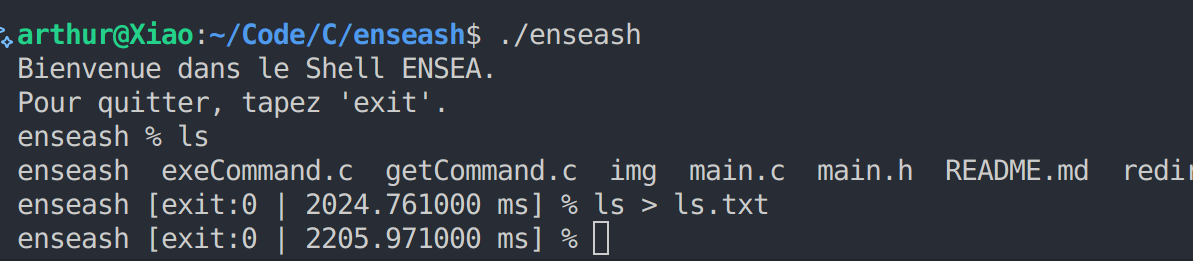 arthur@Xiao:~/Code/C/enseash$ ./enseash
Bienvenue dans le Shell ENSEA.
Pour quitter, tapez 'exit'.
enseash % ls
enseash  exeCommand.c  getCommand.c  img  main.c  main.h  README.md  redir
enseash [exit:0 | 2024.761000 ms] % ls > ls.txt
enseash [exit:0 | 2205.971000 ms] %